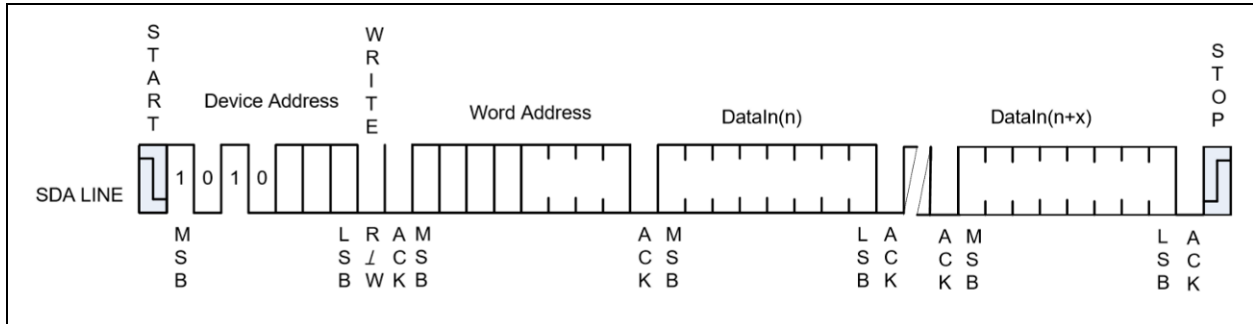 START
WRITE
STOP
Device Address
Word Address
DataIn(n)
DataIn(n+x)
SDA LINE
1 0 1 0
MSB
LSB
R/W
ACK
MSB
ACK
MSB
LSB
ACK
ACK
MSB
LSB
ACK